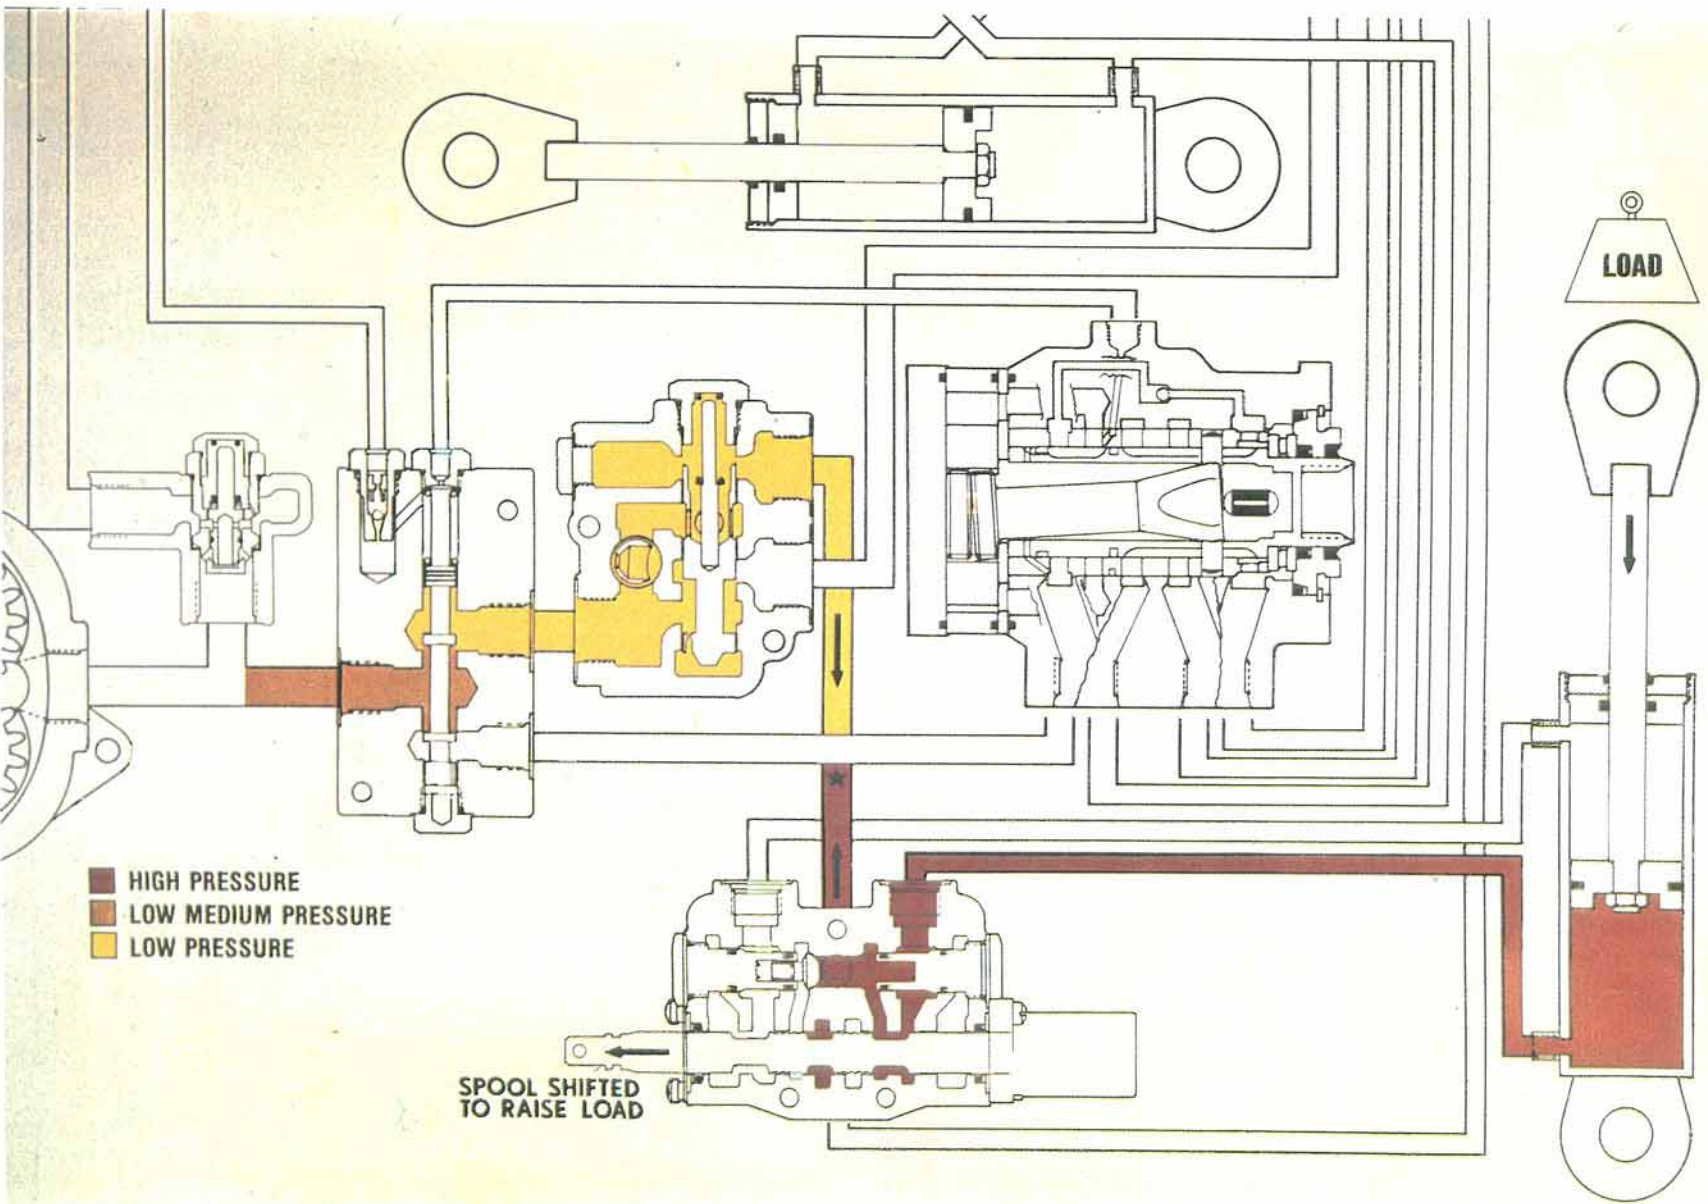 LOAD
HIGH PRESSURE
LOW MEDIUM PRESSURE
LOW PRESSURE
SPOOL SHIFTED
TO RAISE LOAD